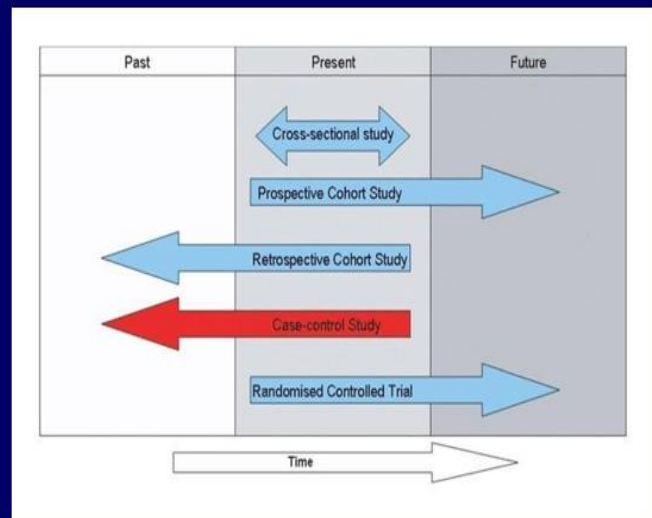 Past Present Future
Cross-sectional study
Prospective Cohort Study
Retrospective Cohort Study
Case-control Study
Randomised Controlled Trial
Time